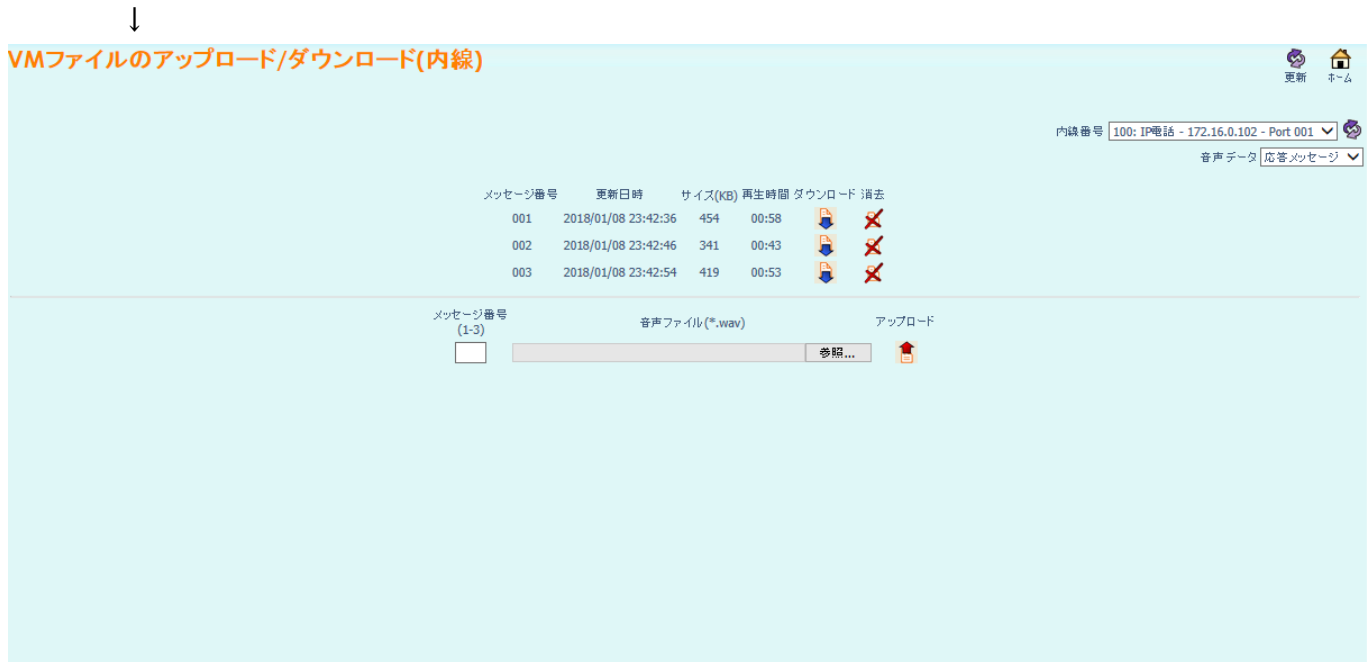 ↓
VMファイルのアップロード/ダウンロード(内線)
更新 ホーム
内線番号 100: IP電話 - 172.16.0.102 - Port 001
音声データ 応答メッセージ
メッセージ番号 更新日時 サイズ(KB) 再生時間 ダウンロード 消去
001 2018/01/08 23:42:36 454 00:58
002 2018/01/08 23:42:46 341 00:43
003 2018/01/08 23:42:54 419 00:53
メッセージ番号
(1-3) 音声ファイル(*.wav) アップロード
参照...